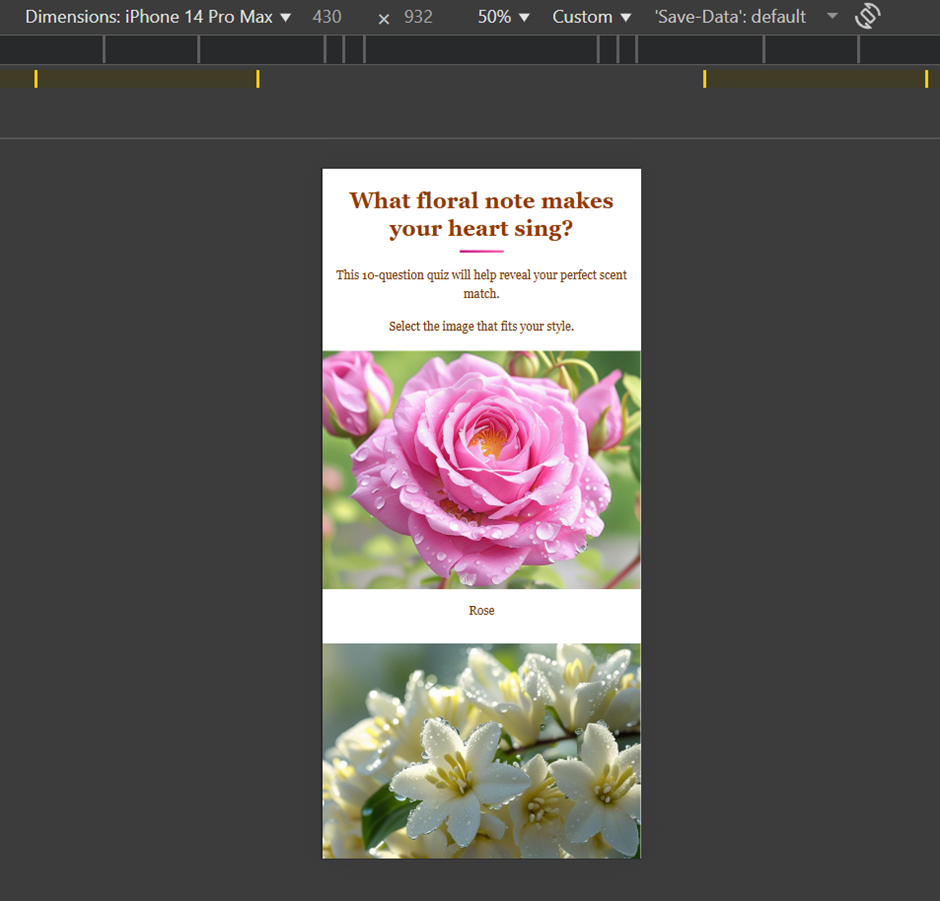 Dimensions: iPhone 14 Pro Max ▼ 430 × 932 50% ▼ Custom ▼ 'Save-Data': default
What floral note makes
your heart sing?
This 10-question quiz will help reveal your perfect scent
match.
Select the image that fits your style.
Rose